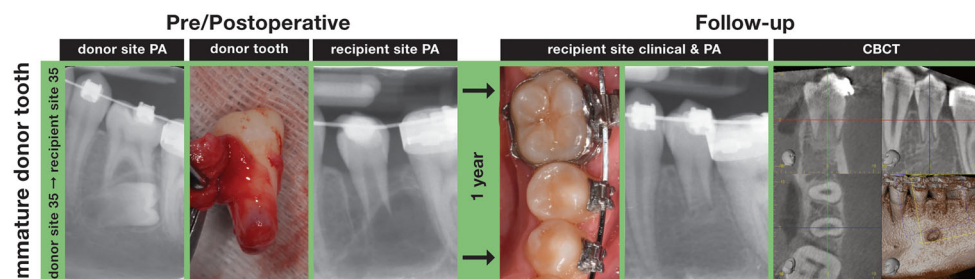 Pre/Postoperative
Follow-up
donor site PA
donor tooth
recipient site PA
recipient site clinical & PA
CBCT
mmature donor tooth
donor site 35 → recipient site 35
1 year